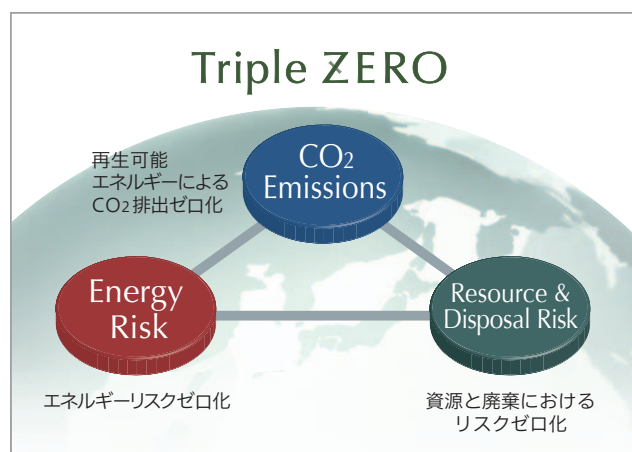 Triple ZERO
再生可能
エネルギーによる
CO2排出ゼロ化
CO2
Emissions
Energy
Risk
Resource &
Disposal Risk
エネルギーリスクゼロ化
資源と廃棄における
リスクゼロ化